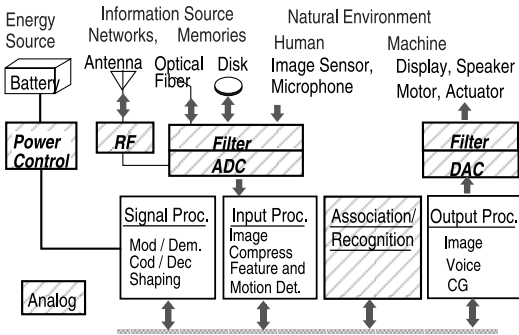 Energy
Source
Information Source
Networks, Memories
Natural Environment
Human
Machine
Battery
Antenna
Optical
Fiber
Disk
Image Sensor,
Microphone
Display, Speaker
Motor, Actuator
Power
Control
RF
Filter
ADC
Filter
DAC
Signal Proc.
Mod / Dem.
Cod / Dec
Shaping
Input Proc.
Image
Compress
Feature and
Motion Det.
Association/
Recognition
Output Proc.
Image
Voice
CG
Analog